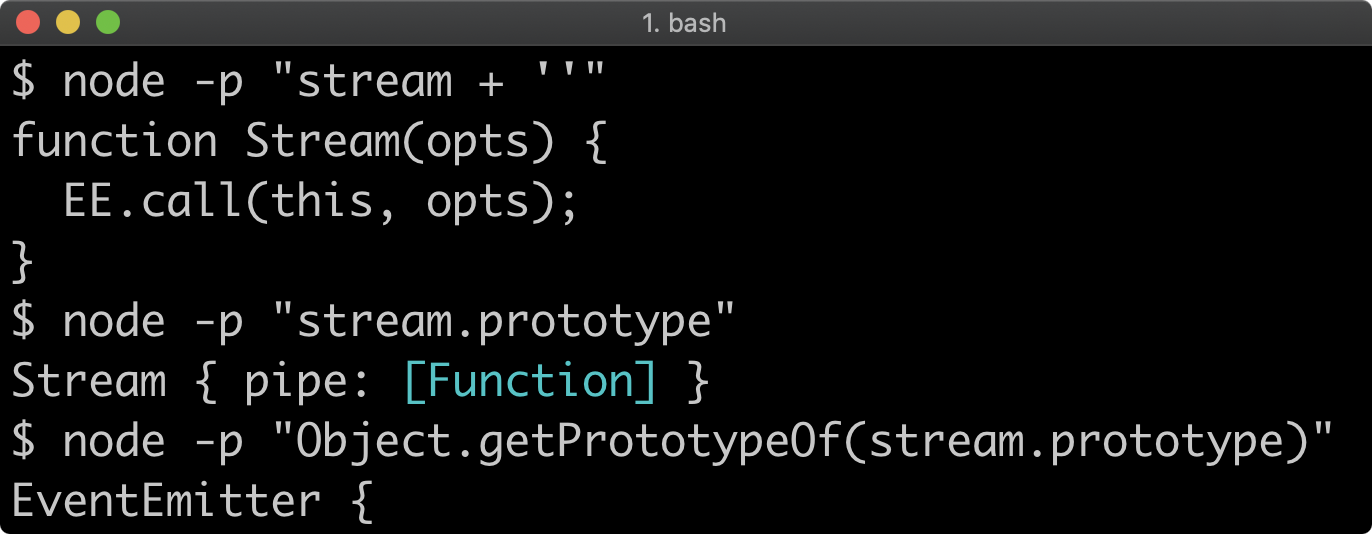 1. bash
$ node -p "stream + ''"
function Stream(opts) {
  EE.call(this, opts);
}
$ node -p "stream.prototype"
Stream { pipe: [Function] }
$ node -p "Object.getPrototypeOf(stream.prototype)"
EventEmitter {